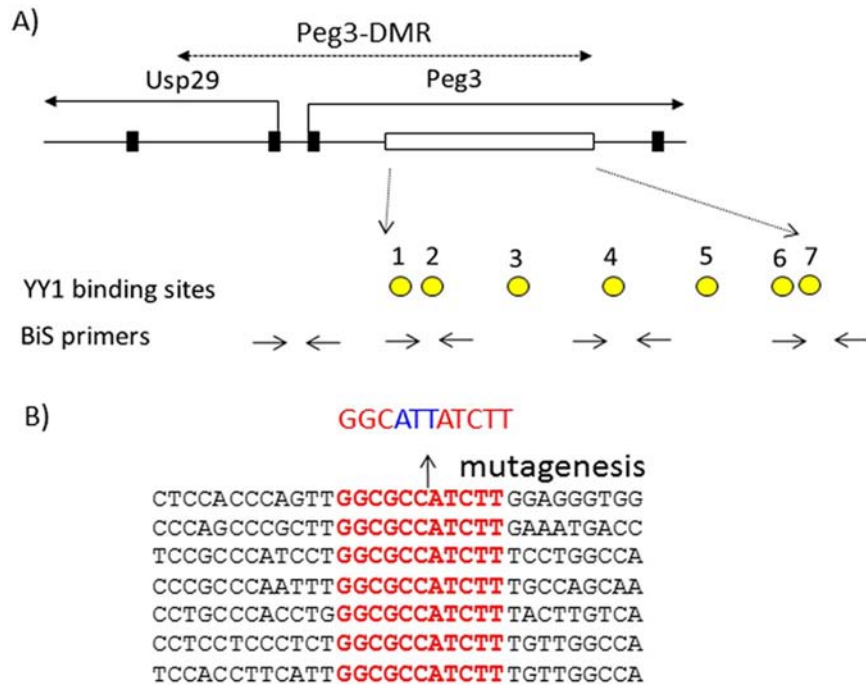 A)
Peg3-DMR
Usp29 Peg3
1 2 3 4 5 6 7
YY1 binding sites
BiS primers
B)
GGCATTATCTT
mutagenesis
CTCCACCCAGTTGGCGCCATCTTGGAGGGTGG
CCCAGCCCGCTTGGCGCCATCTTGAAATGACC
TCCGCCCATCCTGGCGCCATCTTTCCTGGCCA
CCCGCCCAATTTGGCGCCATCTTTGCCAGCAA
CCTGCCCACCTGGGCGCCATCTTTACTTGTCA
CCTCCTCCCTCTGGCGCCATCTTTGTTGGCCA
TCCACCTTCATTGGCGCCATCTTTGTTGGCCA